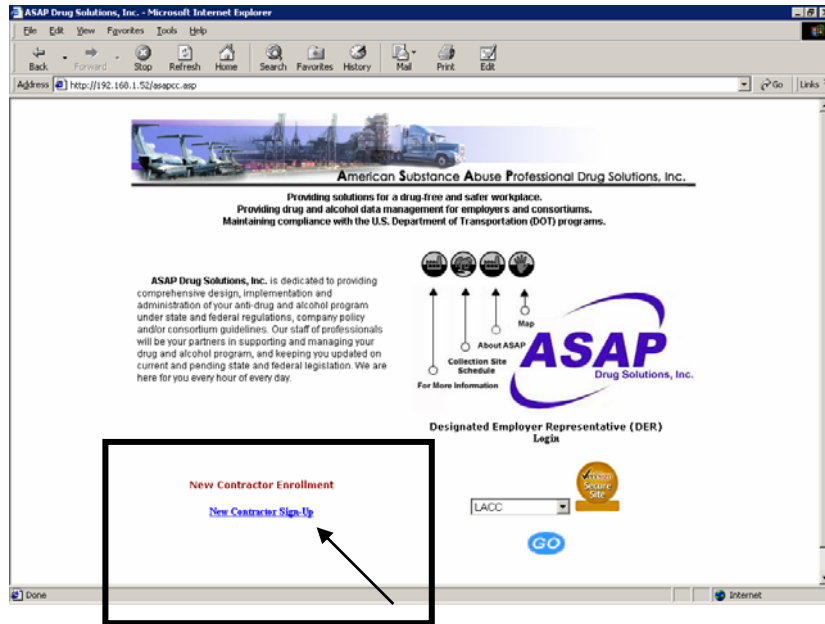 ASAP Drug Solutions, Inc. - Microsoft Internet Explorer
File Edit View Favorites Tools Help
Back Forward Stop Refresh Home Search Favorites History Mail Print Edit
Address http://192.168.1.52/asapcc.asp Go Links
American Substance Abuse Professional Drug Solutions, Inc.
Providing solutions for a drug-free and safer workplace.
Providing drug and alcohol data management for employers and consortiums.
Maintaining compliance with the U.S. Department of Transportation (DOT) programs.
ASAP Drug Solutions, Inc. is dedicated to providing
comprehensive design, implementation and
administration of your anti-drug and alcohol program
under state and federal regulations, company policy
and/or consortium guidelines. Our staff of professionals
will be your partners in supporting and managing your
drug and alcohol program, and keeping you updated on
current and pending state and federal legislation. We are
here for you every hour of every day.
Map
About ASAP
Collection Site
Schedule
For More Information
ASAP
Drug Solutions, Inc.
Designated Employer Representative (DER)
Login
New Contractor Enrollment
New Contractor Sign-Up
LACC
VeriSign
Secure
Site
GO
Done
Internet